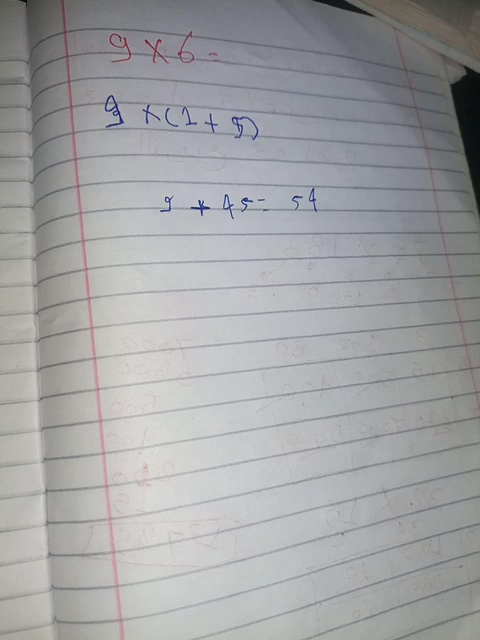 9 × 6 =
9 × (1 + 5)
9 + 45 = 54